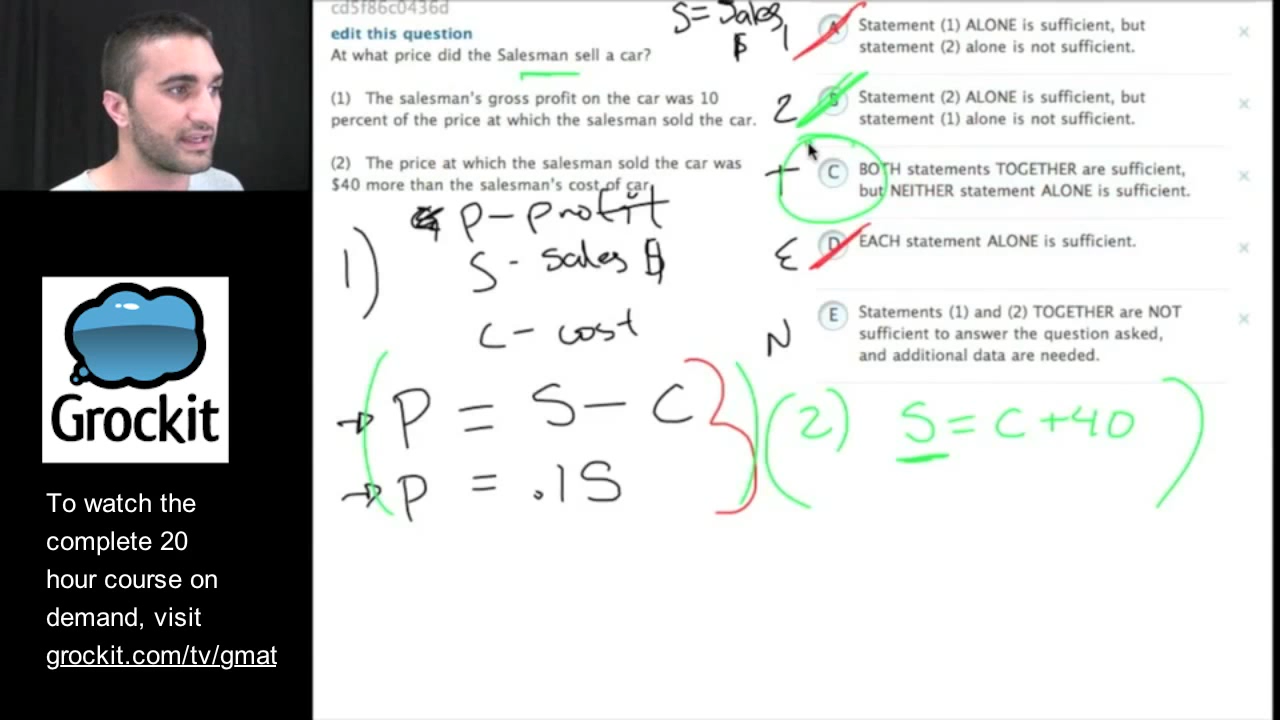 cd5f86c0436d
edit this question
At what price did the Salesman sell a car?
(1) The salesman's gross profit on the car was 10
percent of the price at which the salesman sold the car.
(2) The price at which the salesman sold the car was
$40 more than the salesman's cost of car.
P - profit
1) S - sales $
C - cost
P = S - C
P = .1S
(2) S = C + 40
S = Sales $
1 A Statement (1) ALONE is sufficient, but
statement (2) alone is not sufficient.
2 B Statement (2) ALONE is sufficient, but
statement (1) alone is not sufficient.
+ C BOTH statements TOGETHER are sufficient,
but NEITHER statement ALONE is sufficient.
E D EACH statement ALONE is sufficient.
N E Statements (1) and (2) TOGETHER are NOT
sufficient to answer the question asked,
and additional data are needed.
Grockit
To watch the
complete 20
hour course on
demand, visit
grockit.com/tv/gmat